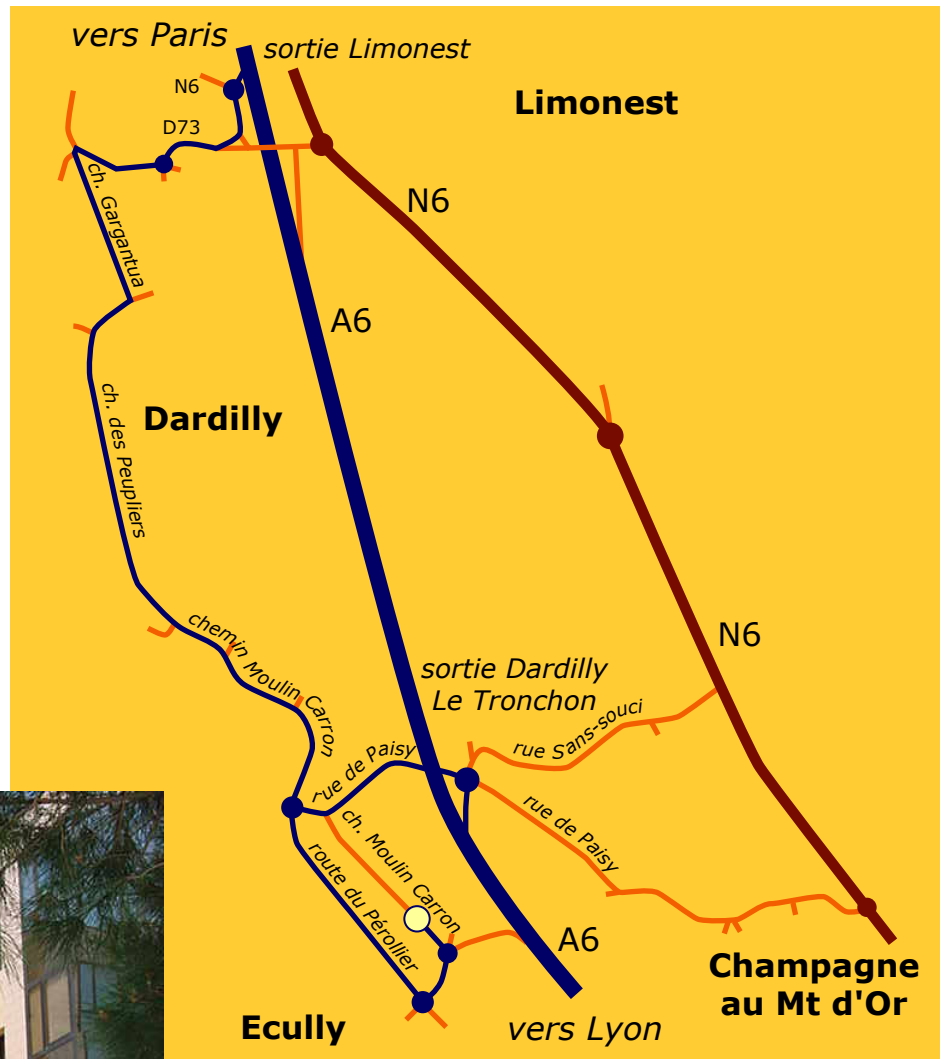 vers Paris
sortie Limonest
N6
Limonest
D73
ch. Gargantua
N6
A6
Dardilly
ch. des Peupliers
chemin Moulin Carron
N6
sortie Dardilly
Le Tronchon
rue Sans-souci
rue de Paisy
rue de Paisy
ch. Moulin Carron
route du Pérollier
A6
Champagne
au Mt d'Or
Ecully
vers Lyon